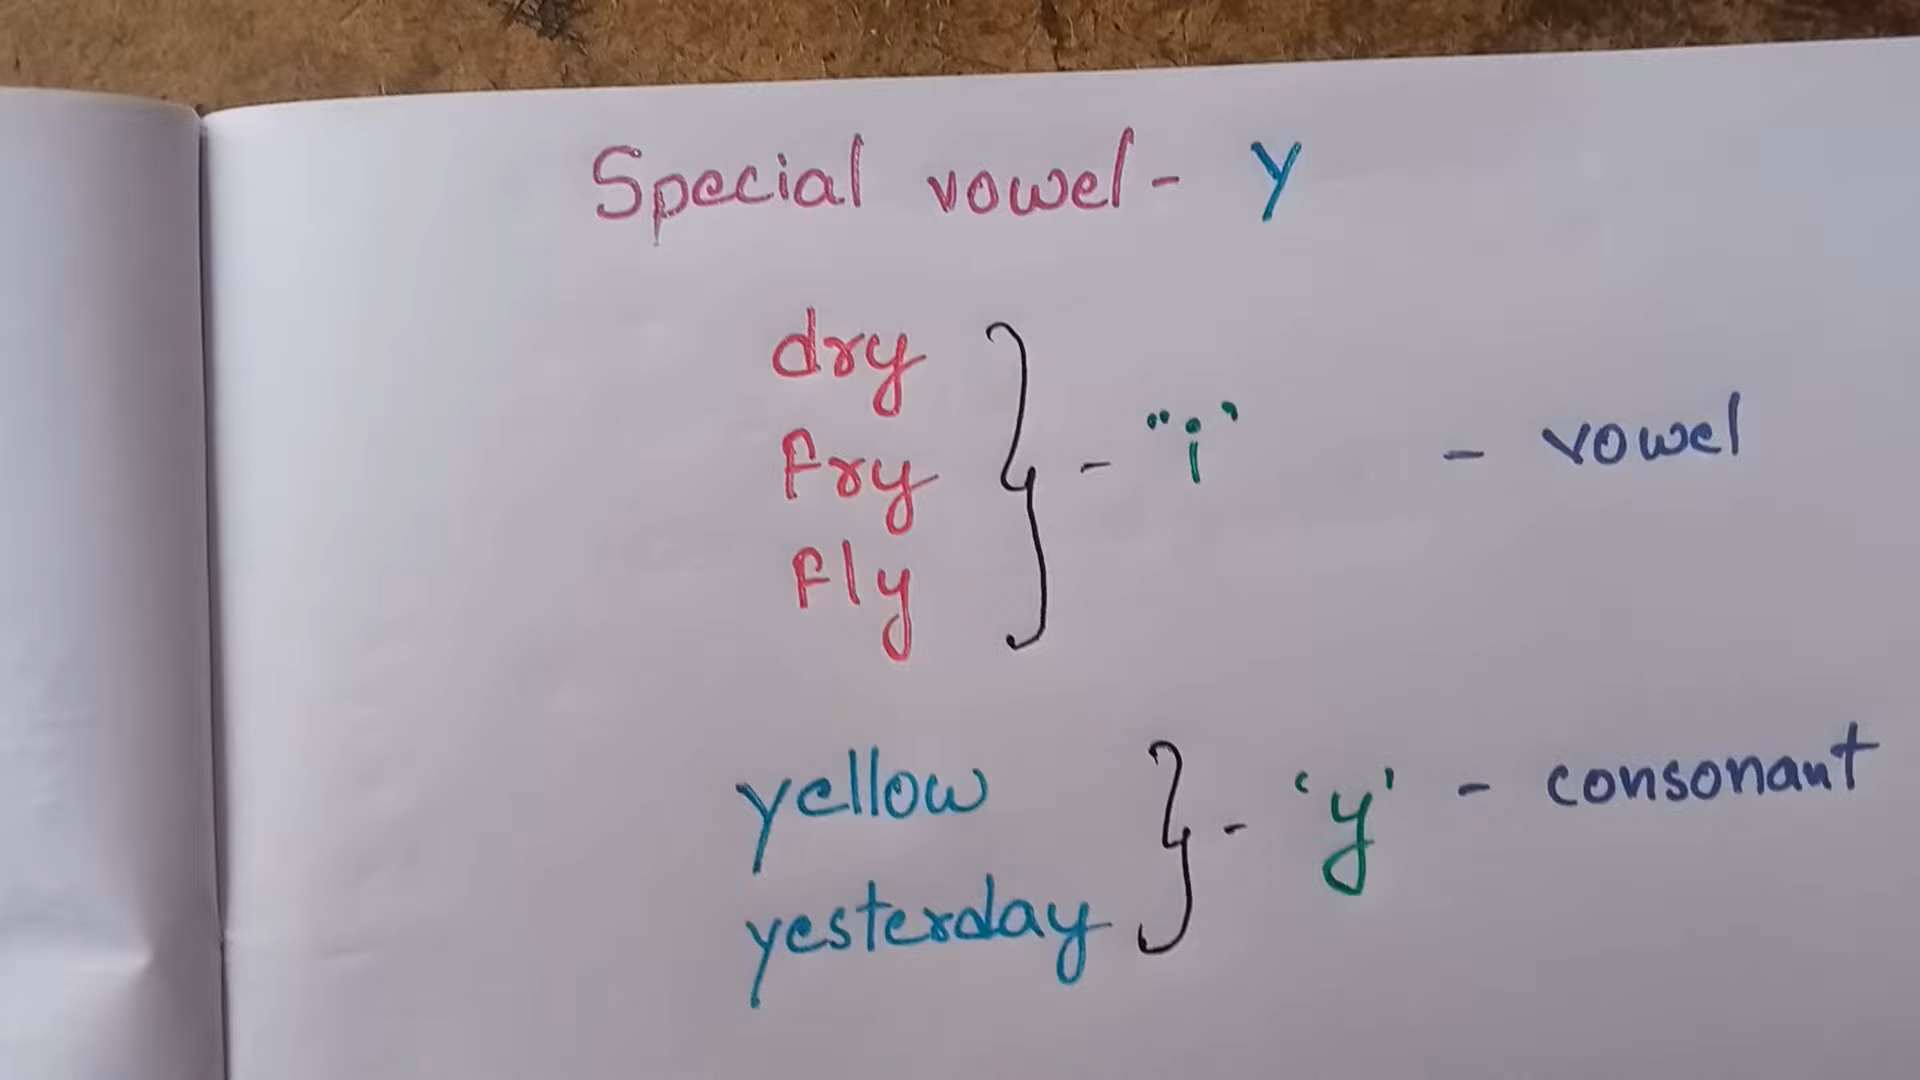 Special vowel - Y
dry
fry
fly
- "i' - vowel
yellow
yesterday
- 'y' - consonant